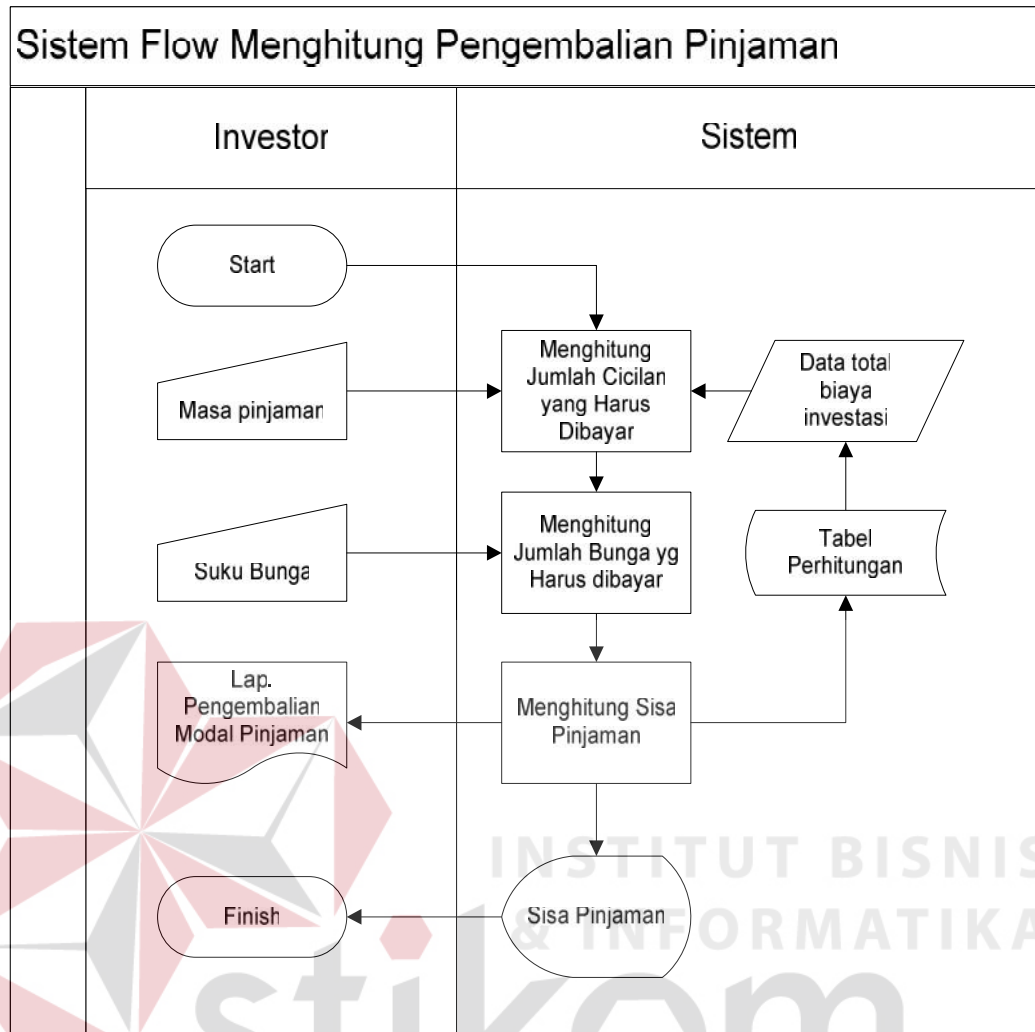 Sistem Flow Menghitung Pengembalian Pinjaman
Investor
Sistem
Start
Menghitung
Jumlah Cicilan
yang Harus
Dibayar
Data total
biaya
investasi
Masa pinjaman
Menghitung
Jumlah Bunga yg
Harus dibayar
Tabel
Perhitungan
Suku Bunga
Lap.
Pengembalian
Modal Pinjaman
Menghitung Sisa
Pinjaman
INSTITUT BISNIS
& INFORMATIKA
Finish
Sisa Pinjaman
stikom